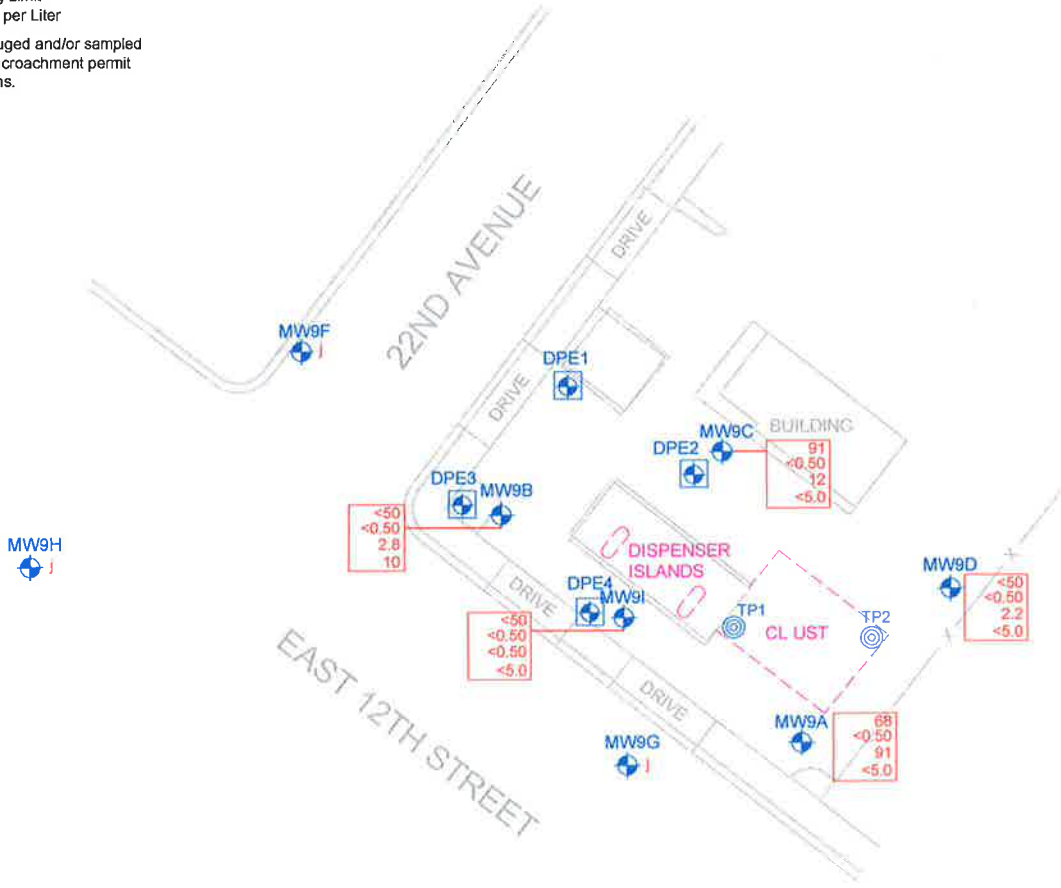 per Liter
and/or sampled
permit
22ND AVENUE
DRIVE
MW9F
j
DPE1
DRIVE
BUILDING
MW9C
91
<0.50
12
<5.0
DPE2
DPE3
MW9B
<50
<0.50
2.8
10
MW9H
j
DISPENSER
ISLANDS
MW9D
<50
<0.50
2.2
<5.0
DRIVE
DPE4
MW9I
<50
<0.50
<0.50
<5.0
TP1
CL UST
TP2
EAST 12TH STREET
DRIVE
MW9A
68
<0.50
91
<5.0
MW9G
j